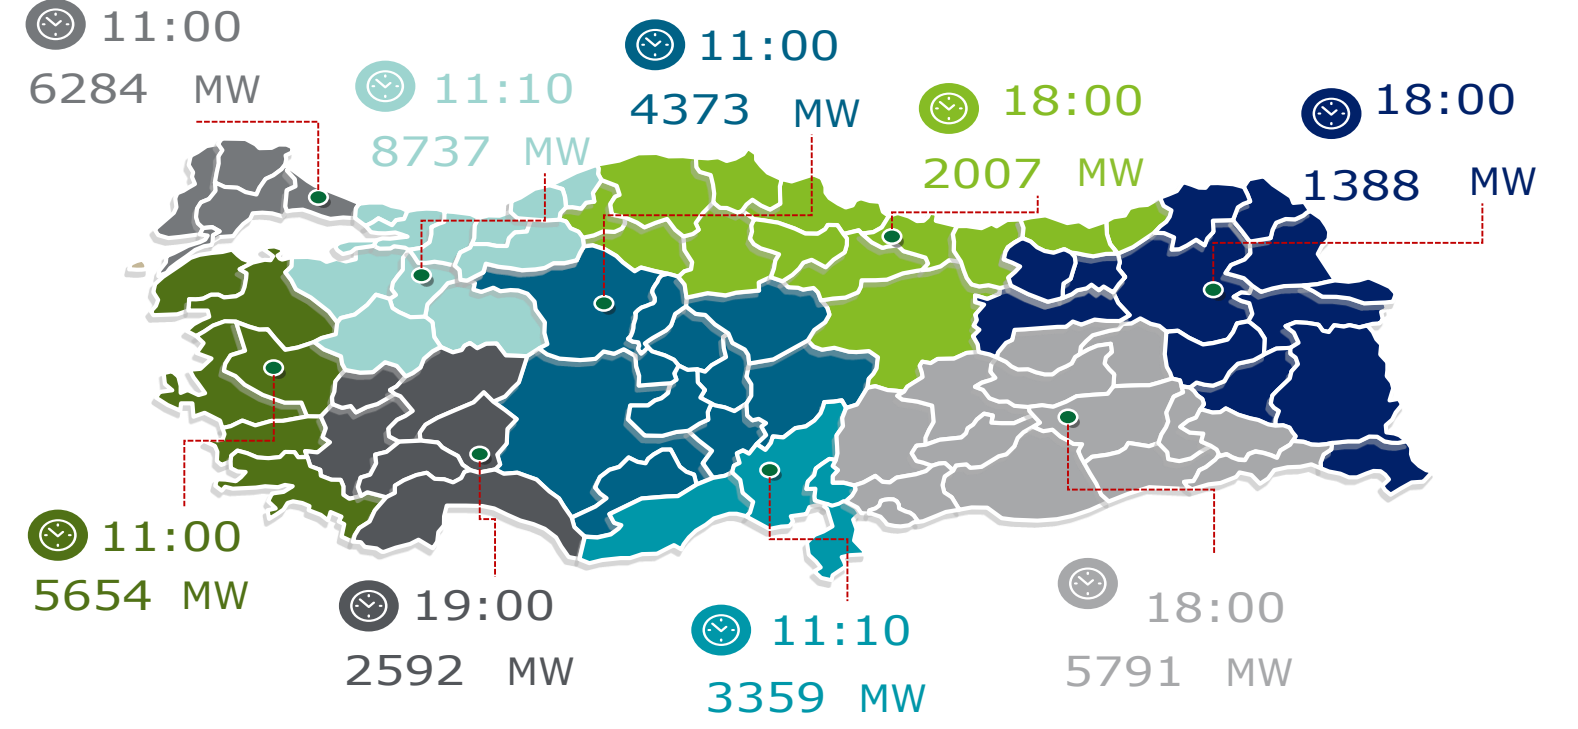 11:00
6284 MW
11:10
8737 MW
11:00
4373 MW
18:00
2007 MW
18:00
1388 MW
11:00
5654 MW
19:00
2592 MW
11:10
3359 MW
18:00
5791 MW